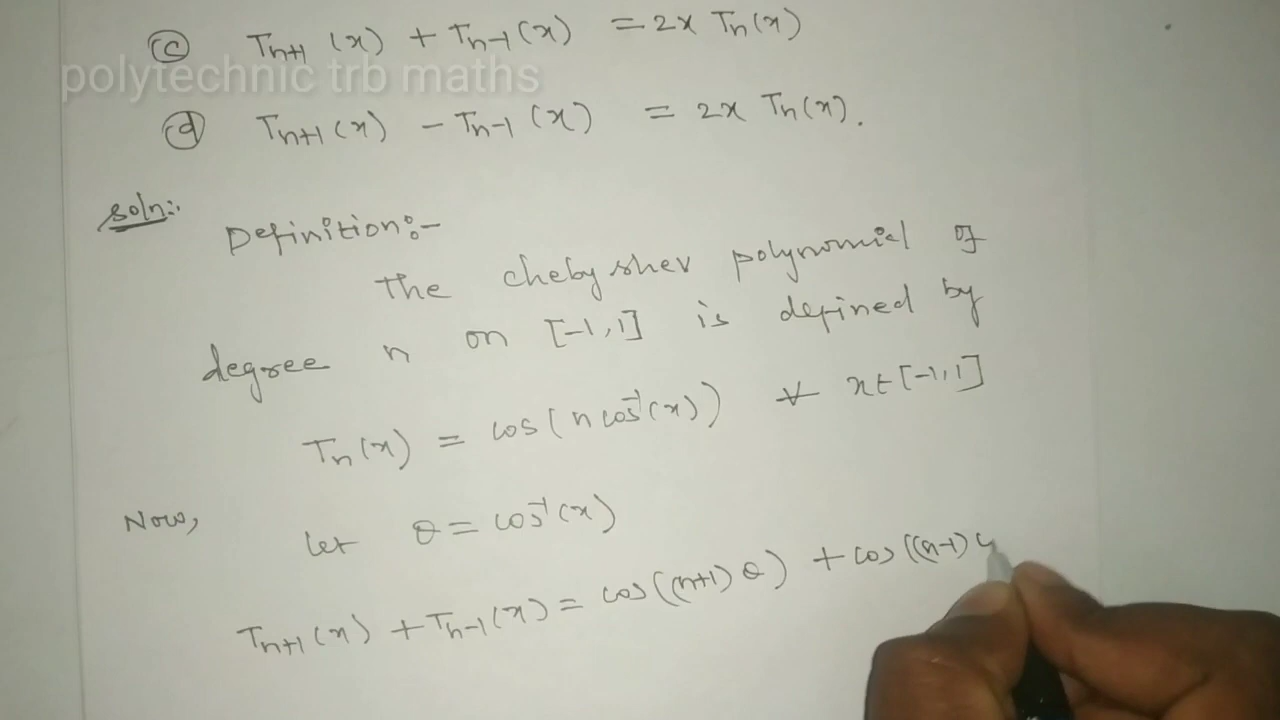 (c) Tn+1 (x) + Tn-1 (x) = 2x Tn(x)
polytechnic trb maths
(d) Tn+1(x) - Tn-1 (x) = 2x Tn(x).
Soln:.
Definition:-
The chebyshev polynomial of
degree n on [-1,1] is defined by
Tn(x) = cos(n cos⁻¹(x)) ∀ x∈[-1,1]
Now,
let θ = cos⁻¹(x)
Tn+1(x) + Tn-1(x) = cos((n+1)θ) + cos((n-1)